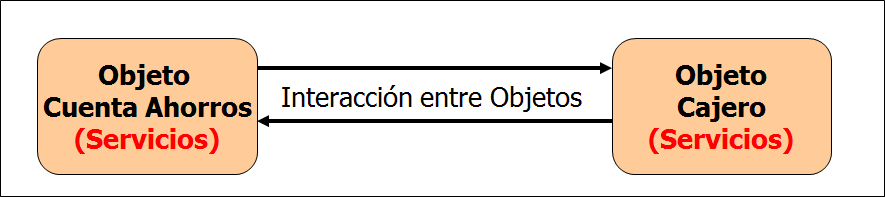 Objeto
Cuenta Ahorros
(Servicios)
Interacción entre Objetos
Objeto
Cajero
(Servicios)